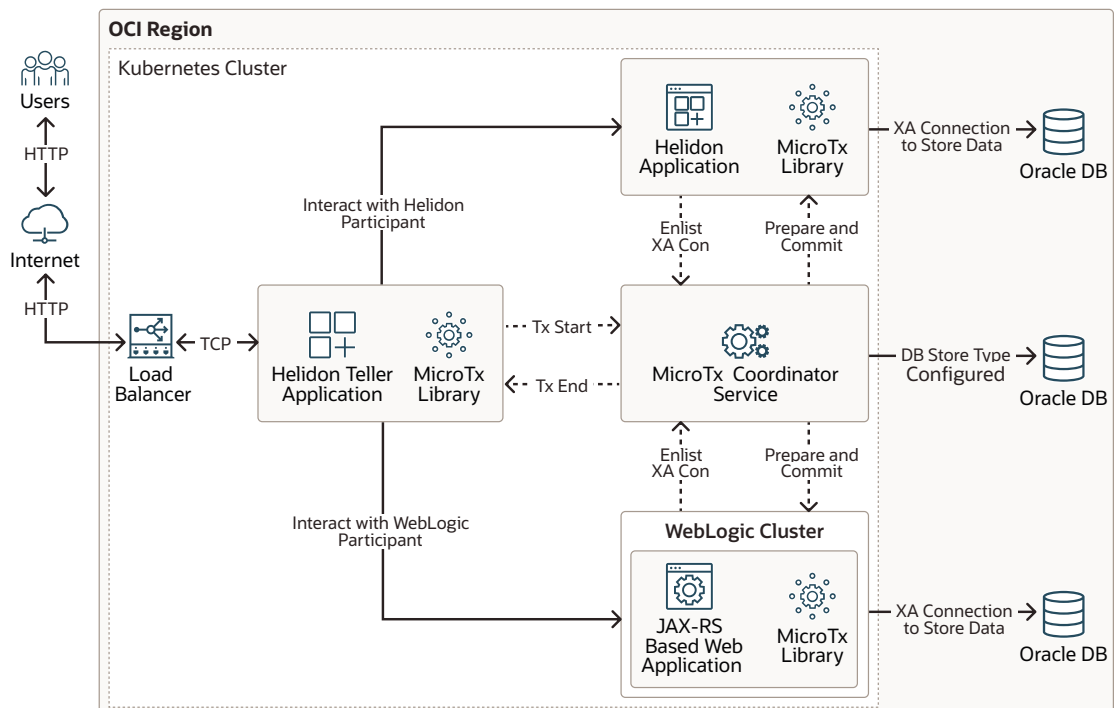 OCI Region
Kubernetes Cluster
Users
HTTP
Internet
HTTP
Load
Balancer
TCP
Helidon Teller
Application
MicroTx
Library
Interact with Helidon
Participant
Interact with WebLogic
Participant
Tx Start
Tx End
Helidon
Application
MicroTx
Library
XA Connection
to Store Data
Oracle DB
Enlist
XA Con
Prepare and
Commit
MicroTx Coordinator
Service
DB Store Type
Configured
Oracle DB
Enlist
XA Con
Prepare and
Commit
WebLogic Cluster
JAX-RS
Based Web
Application
MicroTx
Library
XA Connection
to Store Data
Oracle DB